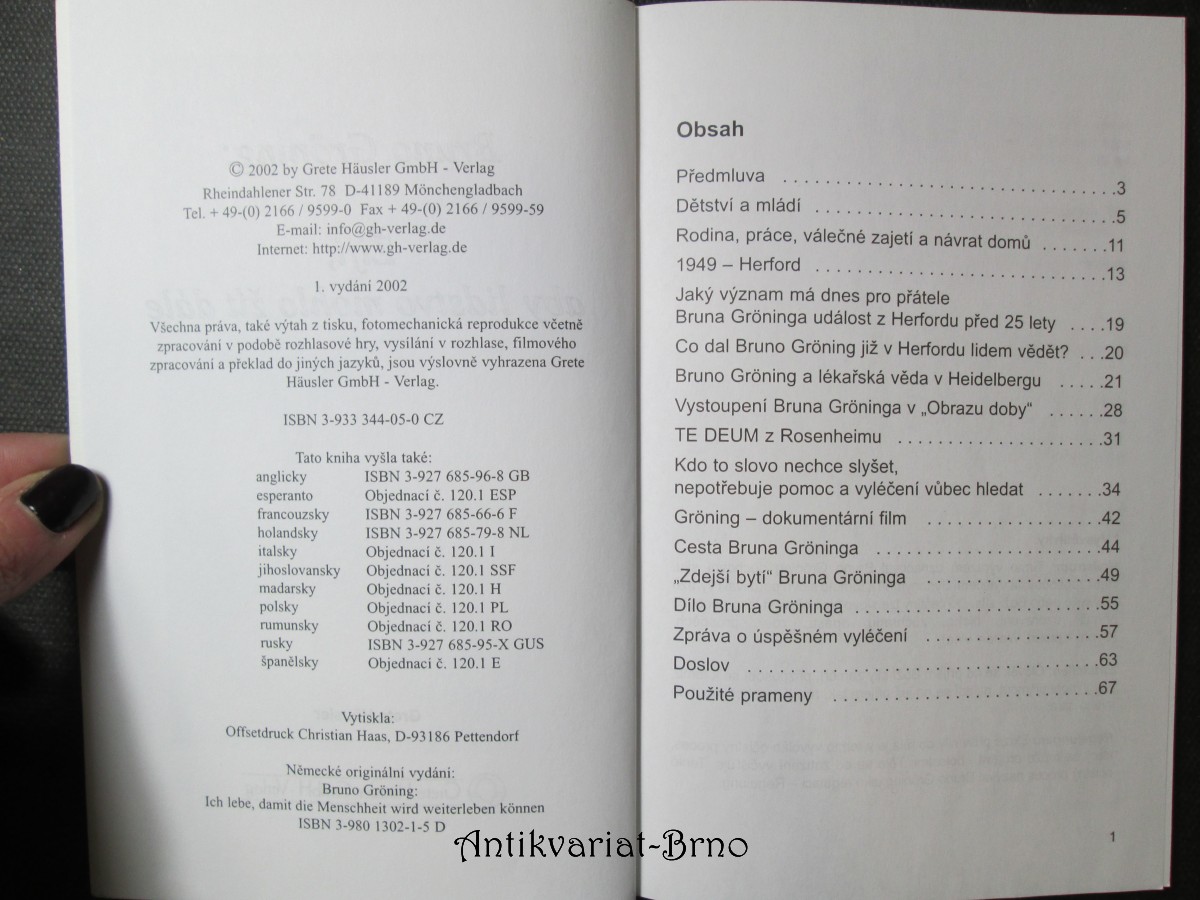 © 2002 by Grete Häusler GmbH - Verlag
Rheindahlener Str. 78 D-41189 Mönchengladbach
Tel. + 49-(0) 2166 / 9599-0 Fax + 49-(0) 2166 / 9599-59
E-mail: info@gh-verlag.de
Internet: http://www.gh-verlag.de
1. vydání 2002
Všechna práva, také výtah z tisku, fotomechanická reprodukce včetně
zpracování v podobě rozhlasové hry, vysílání v rozhlase, filmového
zpracování a překlad do jiných jazyků, jsou výslovně vyhrazena Grete
Häusler GmbH - Verlag.
ISBN 3-933 344-05-0 CZ
Tato kniha vyšla také:
anglicky ISBN 3-927 685-96-8 GB
esperanto Objednací č. 120.1 ESP
francouzsky ISBN 3-927 685-66-6 F
holandsky ISBN 3-927 685-79-8 NL
italsky Objednací č. 120.1 I
jihoslovansky Objednací č. 120.1 SSF
madarsky Objednací č. 120.1 H
polsky Objednací č. 120.1 PL
rumunsky Objednací č. 120.1 RO
rusky ISBN 3-927 685-95-X GUS
španělsky Objednací č. 120.1 E
Vytiskla:
Offsetdruck Christian Haas, D-93186 Pettendorf
Německé originální vydání:
Bruno Gröning:
Ich lebe, damit die Menschheit wird weiterleben können
ISBN 3-980 1302-1-5 D
Obsah
Předmluva . . . . . . . . . . . . . . . . . . . . . . . . . . . . . . . . .3
Dětství a mládí . . . . . . . . . . . . . . . . . . . . . . . . . . . . . .5
Rodina, práce, válečné zajetí a návrat domů . . . . . . .11
1949 – Herford . . . . . . . . . . . . . . . . . . . . . . . . . . . . .13
Jaký význam má dnes pro přátele
Bruna Gröninga událost z Herfordu před 25 lety . . . .19
Co dal Bruno Gröning již v Herfordu lidem vědět? . . .20
Bruno Gröning a lékařská věda v Heidelbergu . . . . .21
Vystoupení Bruna Gröninga v „Obrazu doby“ . . . . . .28
TE DEUM z Rosenheimu . . . . . . . . . . . . . . . . . . . .31
Kdo to slovo nechce slyšet,
nepotřebuje pomoc a vyléčení vůbec hledat . . . . . . .34
Gröning – dokumentární film . . . . . . . . . . . . . . . . .42
Cesta Bruna Gröninga . . . . . . . . . . . . . . . . . . . . . .44
„Zdejší bytí“ Bruna Gröninga . . . . . . . . . . . . . . . . .49
Dílo Bruna Gröninga . . . . . . . . . . . . . . . . . . . . . . . .55
Zpráva o úspěšném vyléčení . . . . . . . . . . . . . . . . .57
Doslov . . . . . . . . . . . . . . . . . . . . . . . . . . . . . . . . . .63
Použité prameny . . . . . . . . . . . . . . . . . . . . . . . . . .67
1
Antikvariat-Brno